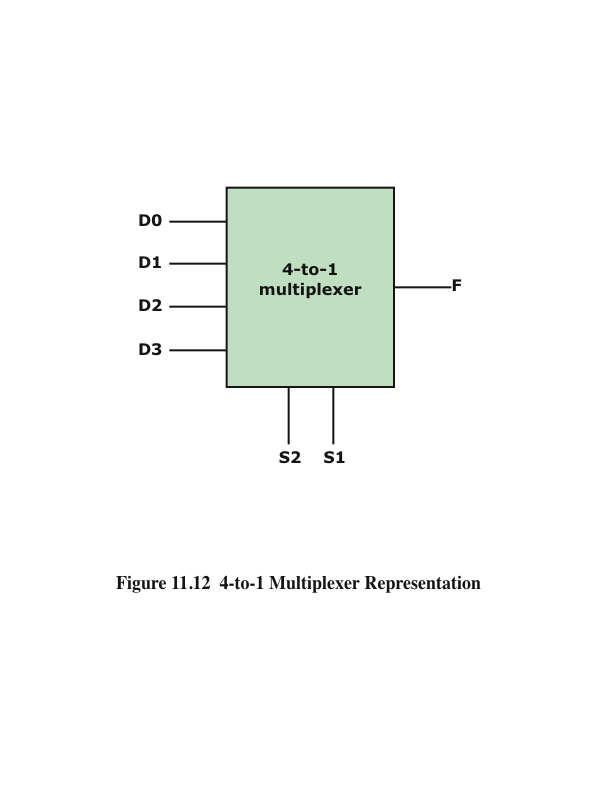 D0
D1
D2
D3
4-to-1
multiplexer
F
S2 S1
Figure 11.12 4-to-1 Multiplexer Representation